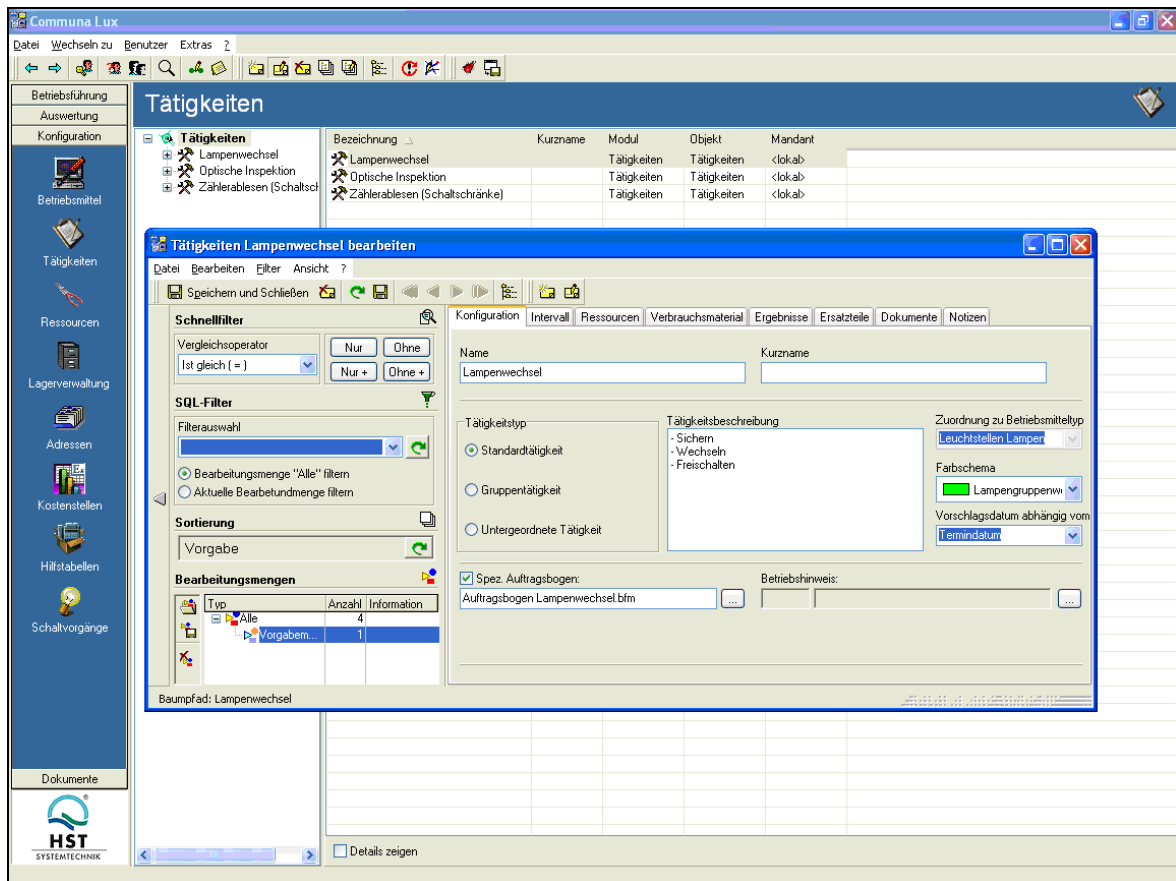 Communa Lux
Datei Wechseln zu Benutzer Extras ?
Betriebsführung
Auswertung
Konfiguration
Betriebsmittel
Tätigkeiten
Ressourcen
Lagerverwaltung
Adressen
Kostenstellen
Hilfstabellen
Schaltvorgänge
Dokumente
HST
SYSTEMTECHNIK
Tätigkeiten
Tätigkeiten
Lampenwechsel
Optische Inspektion
Zählerablesen (Schaltscl
Bezeichnung Kurzname Modul Objekt Mandant
Lampenwechsel Tätigkeiten Tätigkeiten <lokal>
Optische Inspektion Tätigkeiten Tätigkeiten <lokal>
Zählerablesen (Schaltschränke) Tätigkeiten Tätigkeiten <lokal>
Tätigkeiten Lampenwechsel bearbeiten
Datei Bearbeiten Filter Ansicht ?
Speichern und Schließen
Schnellfilter
Vergleichsoperator
Ist gleich ( = )
Nur Ohne
Nur + Ohne +
SQL-Filter
Filterauswahl
Bearbeitungsmenge "Alle" filtern
Aktuelle Bearbetundmenge filtern
Sortierung
Vorgabe
Bearbeitungsmengen
Typ Anzahl Information
Alle 4
Vorgabem... 1
Konfiguration Intervall Ressourcen Verbrauchsmaterial Ergebnisse Ersatzteile Dokumente Notizen
Name Kurzname
Lampenwechsel
Tätigkeitstyp
Standardtätigkeit
Gruppentätigkeit
Untergeordnete Tätigkeit
Tätigkeitsbeschreibung
- Sichern
- Wechseln
- Freischalten
Zuordnung zu Betriebsmitteltyp
Leuchtstellen Lampen
Farbschema
Lampengruppenw
Vorschlagsdatum abhängig vom
Termindatum
Spez. Auftragsbogen: Betriebshinweis:
Auftragsbogen Lampenwechsel.bfm ... ...
Baumpfad: Lampenwechsel
Details zeigen